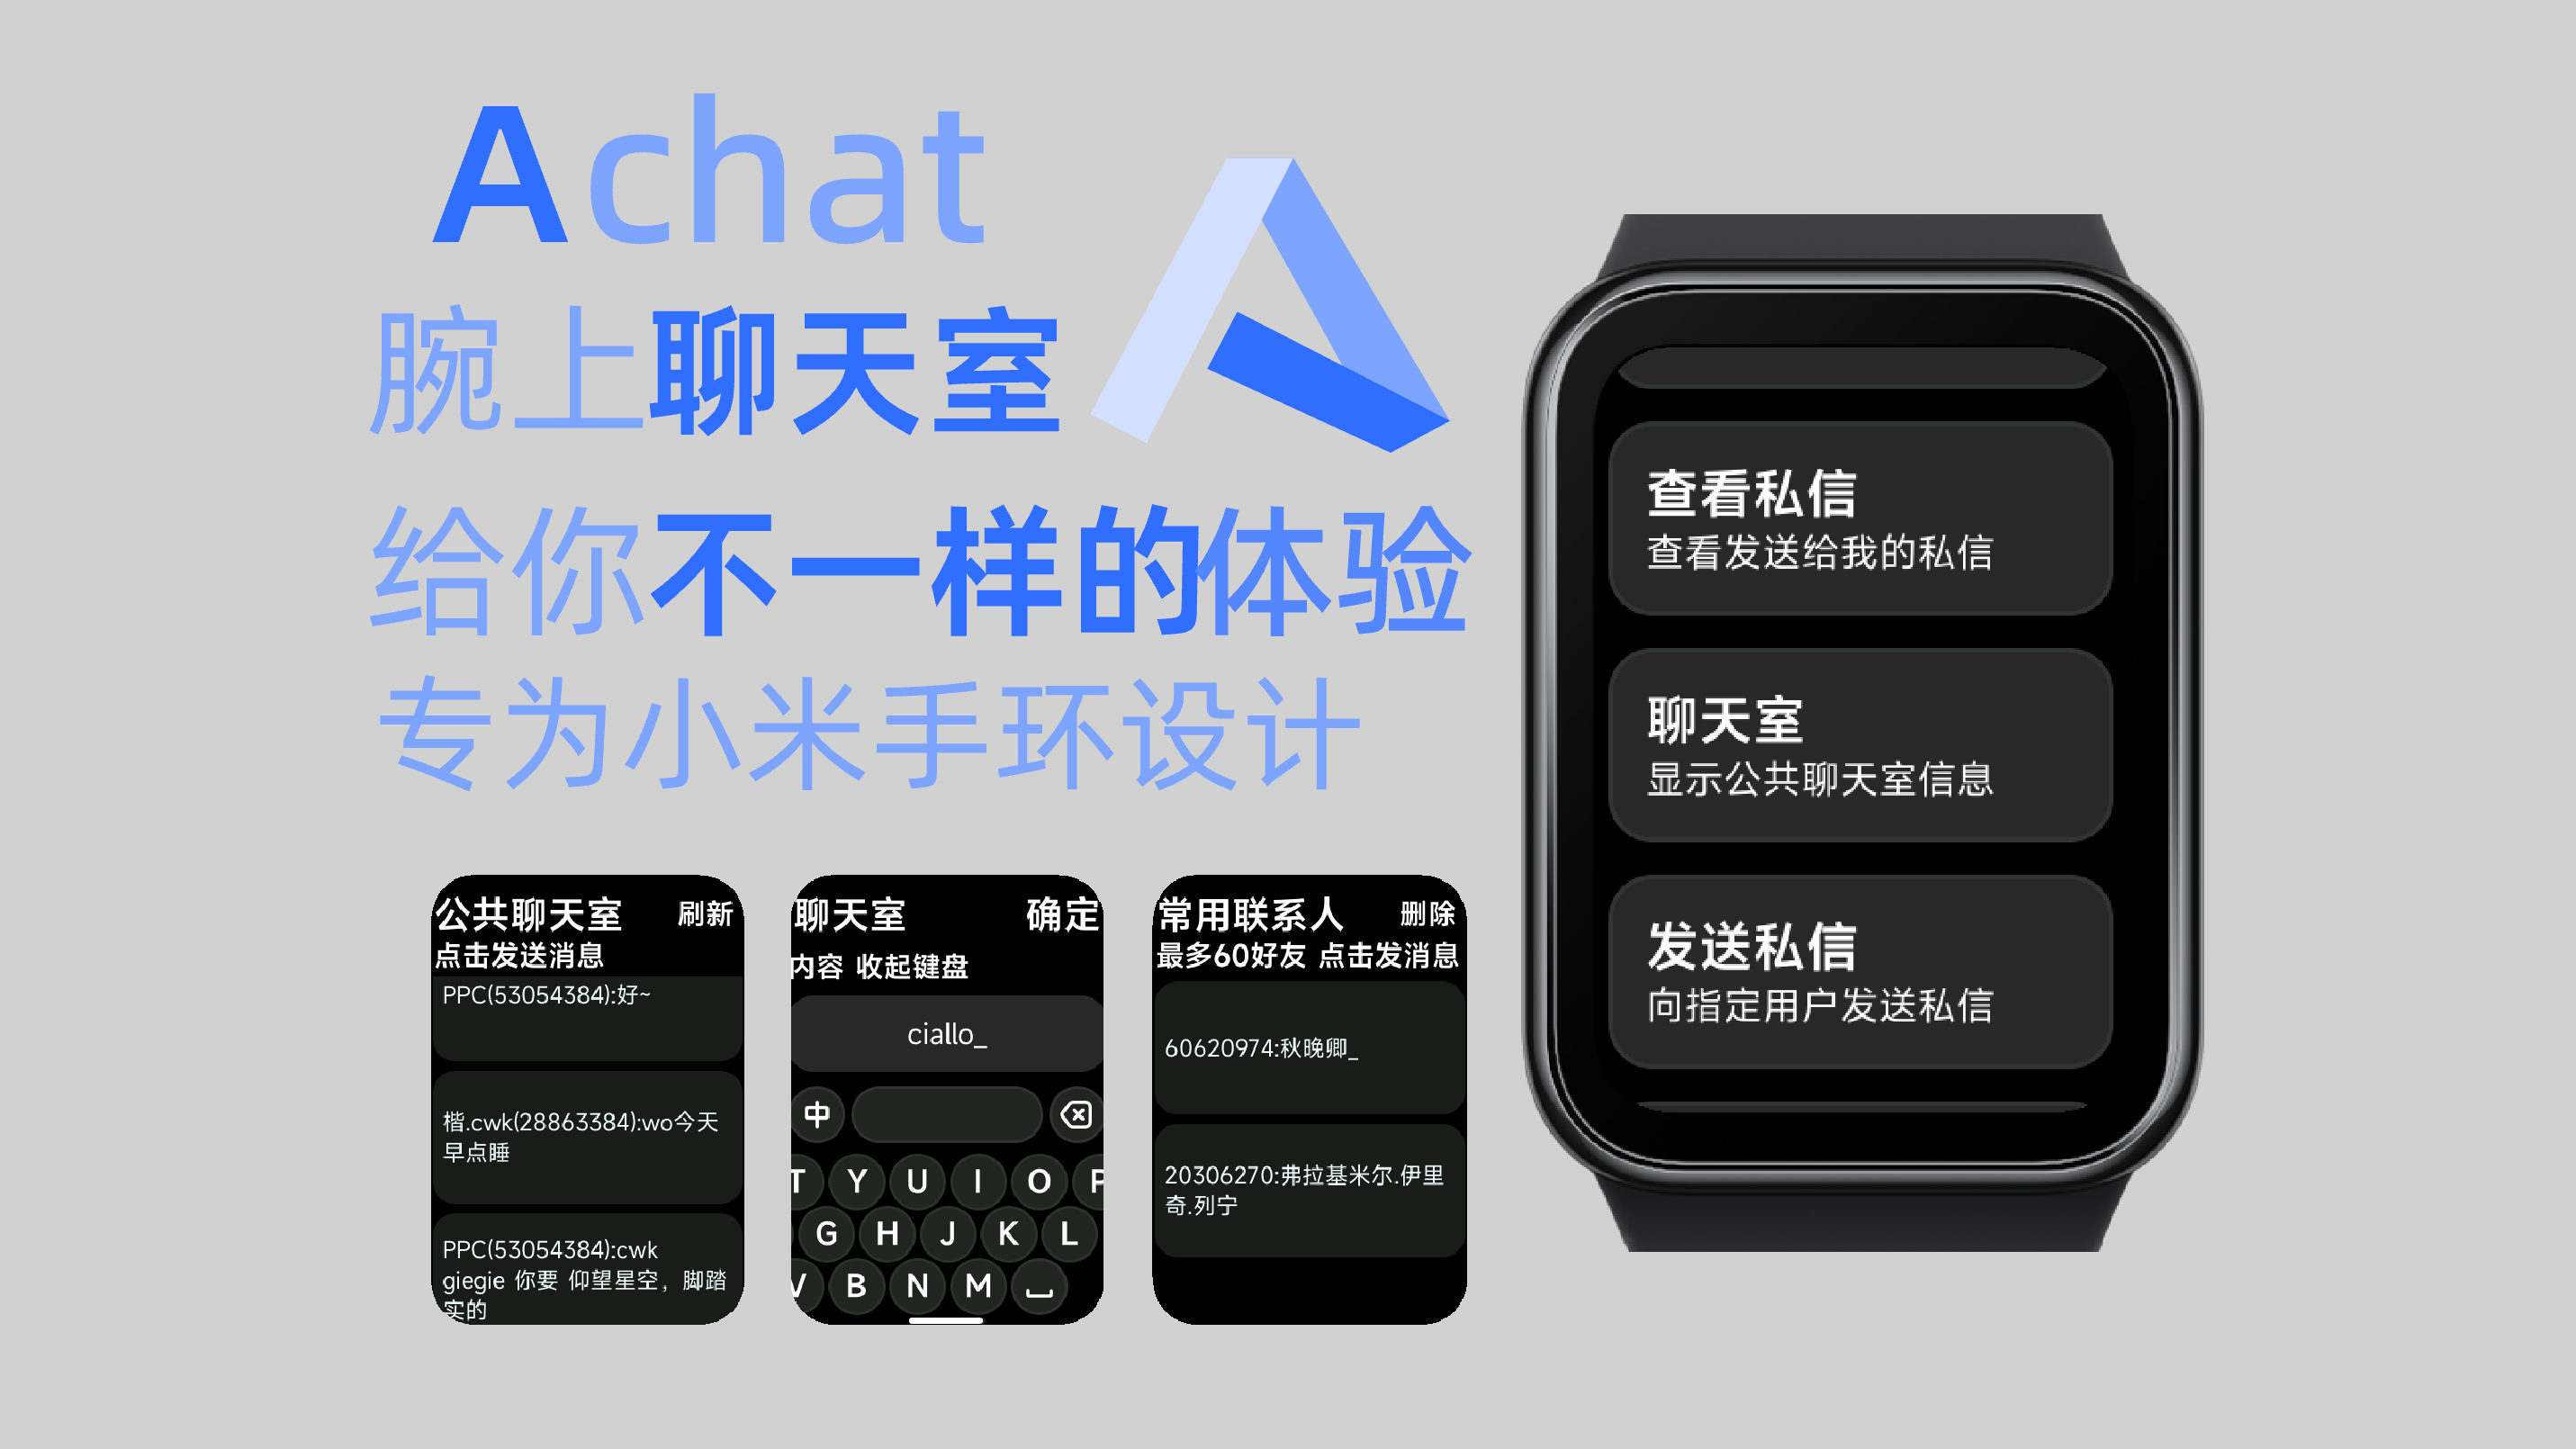 Achat
腕上聊天室
给你不一样的体验
专为小米手环设计
公共聊天室 刷新
点击发送消息
PPC(53054384):好~
楷.cwk(28863384):wo今天
早点睡
PPC(53054384):cwk
giegie 你要 仰望星空，脚踏
实的
聊天室 确定
内容 收起键盘
ciallo_
中
T Y U I O P
G H J K L
V B N M
常用联系人 删除
最多60好友 点击发消息
60620974:秋晚卿_
20306270:弗拉基米尔.伊里
奇.列宁
查看私信
查看发送给我的私信
聊天室
显示公共聊天室信息
发送私信
向指定用户发送私信